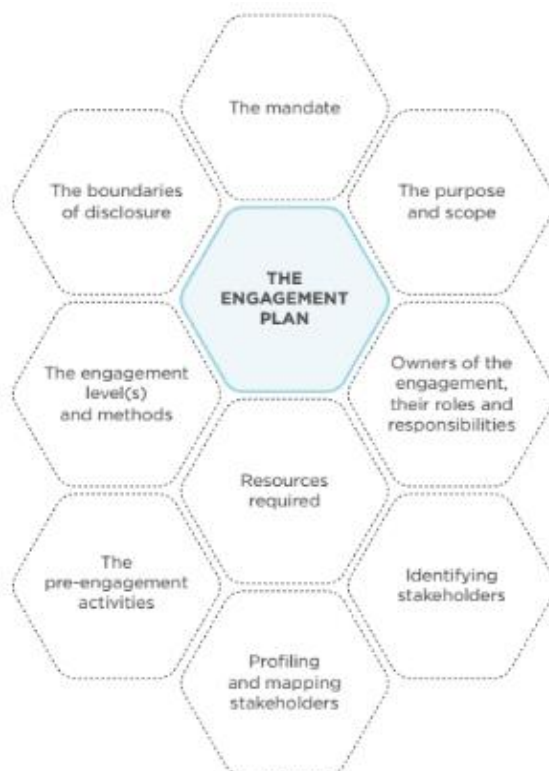 The mandate
The boundaries
of disclosure
The purpose
and scope
THE
ENGAGEMENT
PLAN
The engagement
level(s)
and methods
Owners of the
engagement,
their roles and
responsibilities
Resources
required
The
pre-engagement
activities
Identifying
stakeholders
Profiling
and mapping
stakeholders